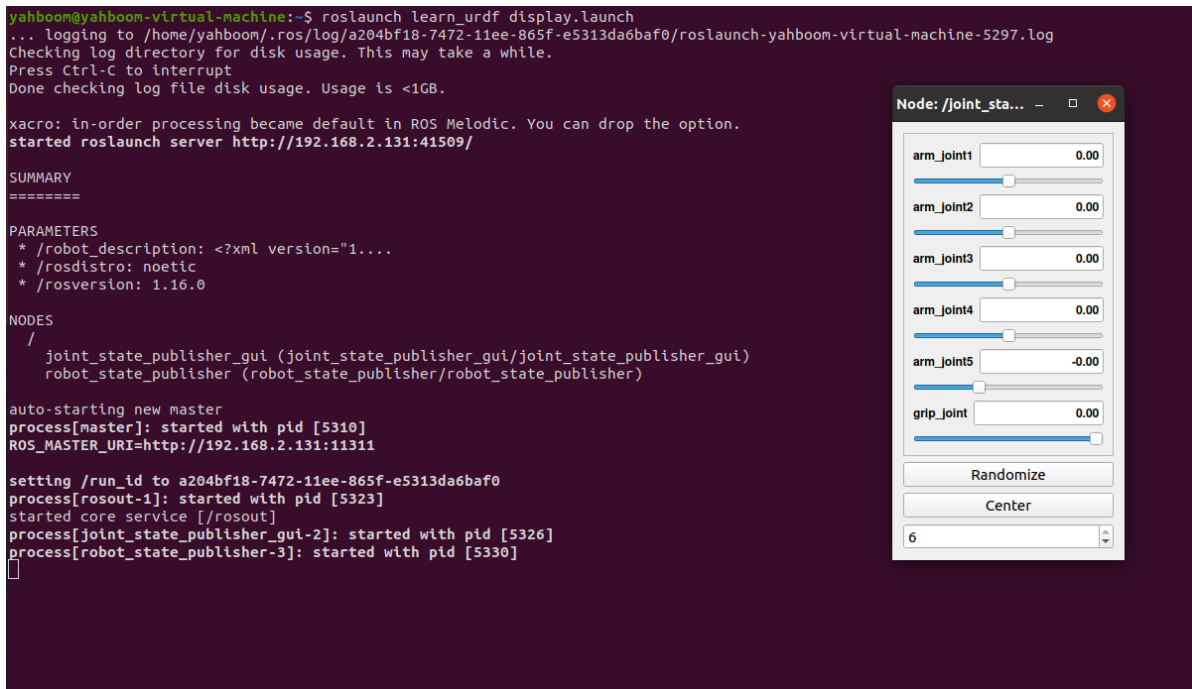 yahboom@yahboom-virtual-machine:~$ roslaunch learn_urdf display.launch
... logging to /home/yahboom/.ros/log/a204bf18-7472-11ee-865f-e5313da6baf0/roslaunch-yahboom-virtual-machine-5297.log
Checking log directory for disk usage. This may take a while.
Press Ctrl-C to interrupt
Done checking log file disk usage. Usage is <1GB.
xacro: in-order processing became default in ROS Melodic. You can drop the option.
started roslaunch server http://192.168.2.131:41509/
SUMMARY
========
PARAMETERS
* /robot_description: <?xml version="1....
* /rosdistro: noetic
* /rosversion: 1.16.0
NODES
/
joint_state_publisher_gui (joint_state_publisher_gui/joint_state_publisher_gui)
robot_state_publisher (robot_state_publisher/robot_state_publisher)
auto-starting new master
process[master]: started with pid [5310]
ROS_MASTER_URI=http://192.168.2.131:11311
setting /run_id to a204bf18-7472-11ee-865f-e5313da6baf0
process[rosout-1]: started with pid [5323]
started core service [/rosout]
process[joint_state_publisher_gui-2]: started with pid [5326]
process[robot_state_publisher-3]: started with pid [5330]
Node: /joint_sta...
arm_joint1 0.00
arm_joint2 0.00
arm_joint3 0.00
arm_joint4 0.00
arm_joint5 -0.00
grip_joint 0.00
Randomize
Center
6